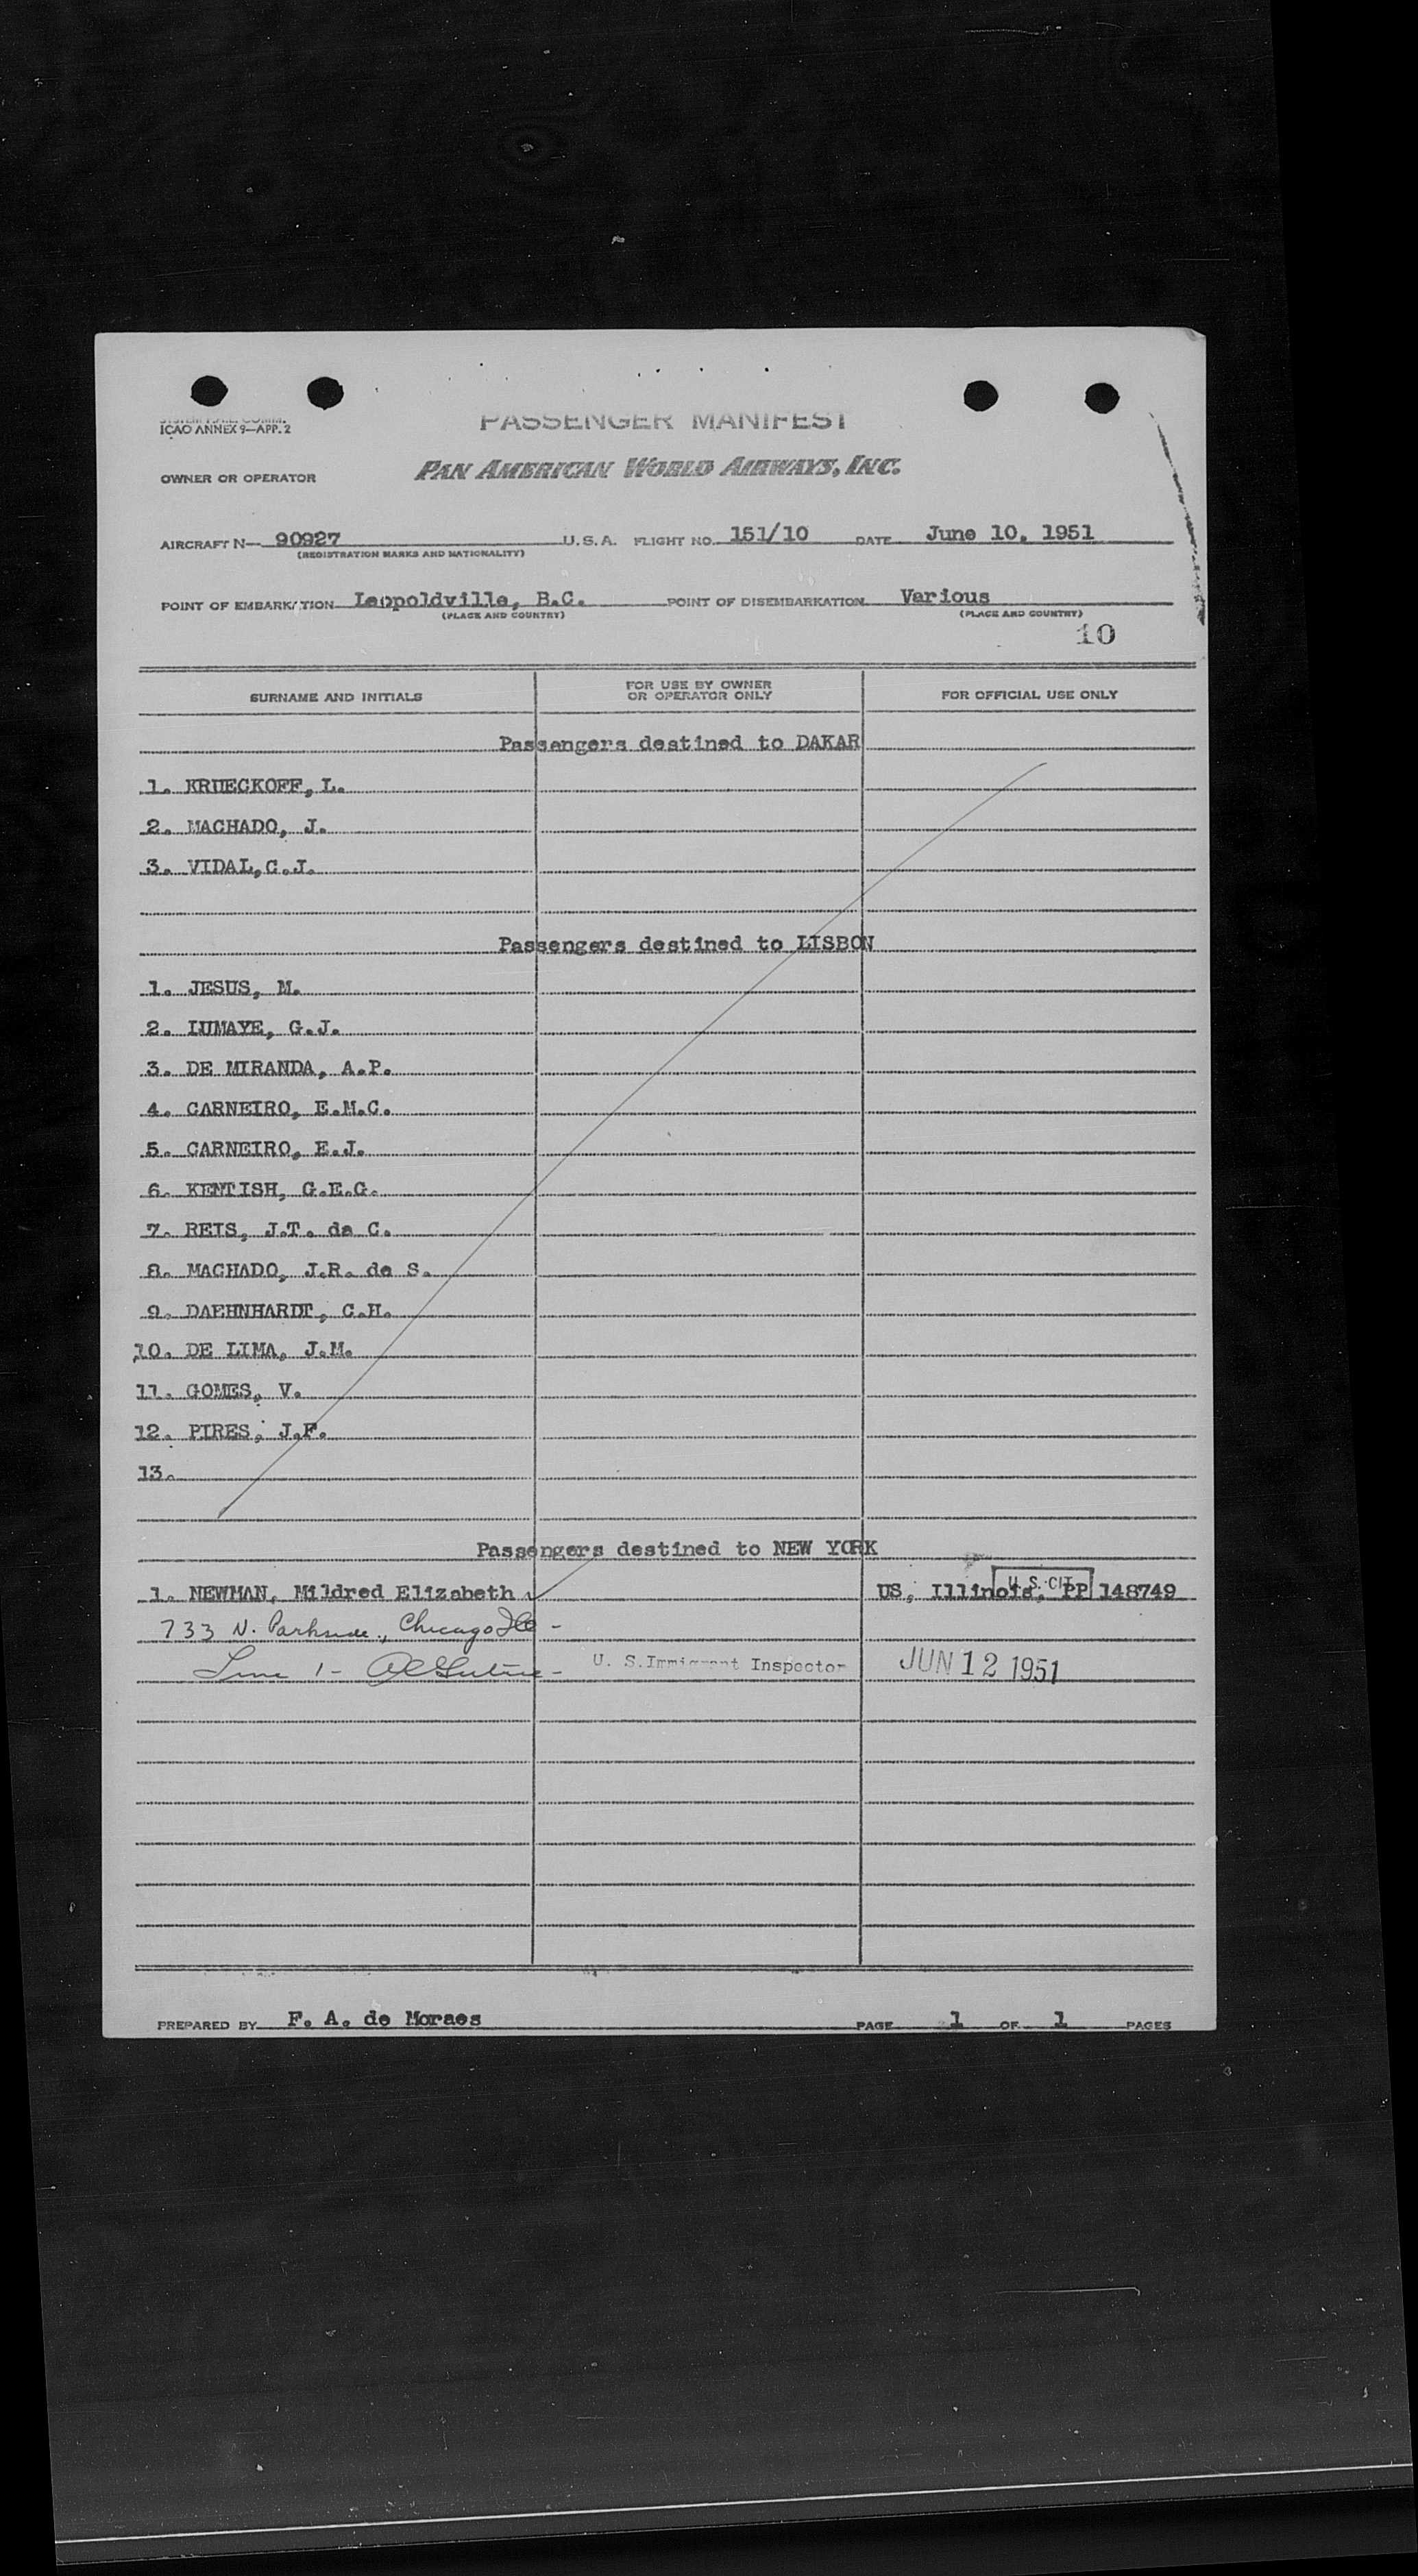 ICAO ANNEX 9—APP. 2
PASSENGER MANIFEST
OWNER OR OPERATOR PAN AMERICAN WORLD AIRWAYS, INC.
AIRCRAFT N— 90927 U.S.A. FLIGHT NO. 151/10 DATE June 10, 1951
(REGISTRATION MARKS AND NATIONALITY)
POINT OF EMBARKATION Leopoldville, B.C. POINT OF DISEMBARKATION Various
(PLACE AND COUNTRY) (PLACE AND COUNTRY)
10
SURNAME AND INITIALS FOR USE BY OWNER OR OPERATOR ONLY FOR OFFICIAL USE ONLY
Passengers destined to DAKAR
1. KRUECKOFF, L.
2. MACHADO, J.
3. VIDAL, C.J.
Passengers destined to LISBON
1. JESUS, M.
2. LUMAYE, G.J.
3. DE MIRANDA, A.P.
4. CARNEIRO, E.M.C.
5. CARNEIRO, E.J.
6. KENTISH, G.E.G.
7. REIS, J.T. da C.
8. MACHADO, J.R. de S.
9. DAEHNHARDT, C.H.
10. DE LIMA, J.M.
11. GOMES, V.
12. PIRES, J.F.
13.
Passengers destined to NEW YORK
U.S. CIT.
1. NEWMAN, Mildred Elizabeth US, Illinois, PP 148749
733 N. Parkside, Chicago Ill -
Line 1 - U. S. Immigrant Inspector JUN 12 1951
PREPARED BY F. A. de Moraes PAGE 1 OF 1 PAGES